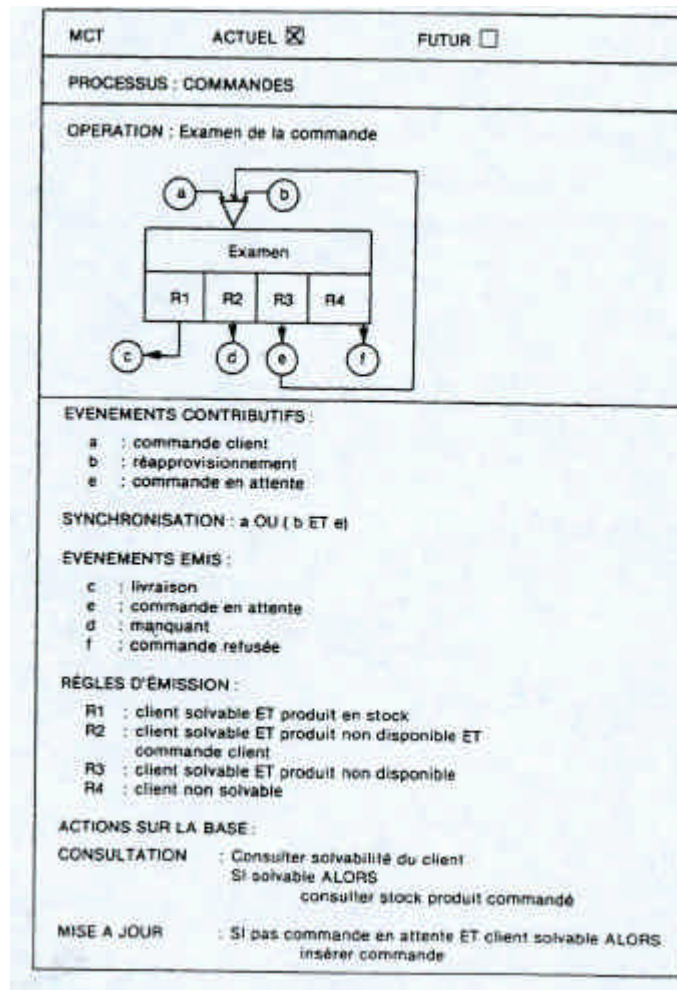 MCT ACTUEL ☒ FUTUR ☐
PROCESSUS : COMMANDES
OPERATION : Examen de la commande
a b
Examen
R1 R2 R3 R4
c d e f
EVENEMENTS CONTRIBUTIFS :
a : commande client
b : réapprovisionnement
e : commande en attente
SYNCHRONISATION : a OU ( b ET e)
EVENEMENTS EMIS :
c : livraison
e : commande en attente
d : manquant
f : commande refusée
RÉGLES D'ÉMISSION :
R1 : client solvable ET produit en stock
R2 : client solvable ET produit non disponible ET
commande client
R3 : client solvable ET produit non disponible
R4 : client non solvable
ACTIONS SUR LA BASE :
CONSULTATION : Consulter solvabilité du client
Si solvable ALORS
consulter stock produit commandé
MISE A JOUR : Si pas commande en attente ET client solvable ALORS
insérer commande